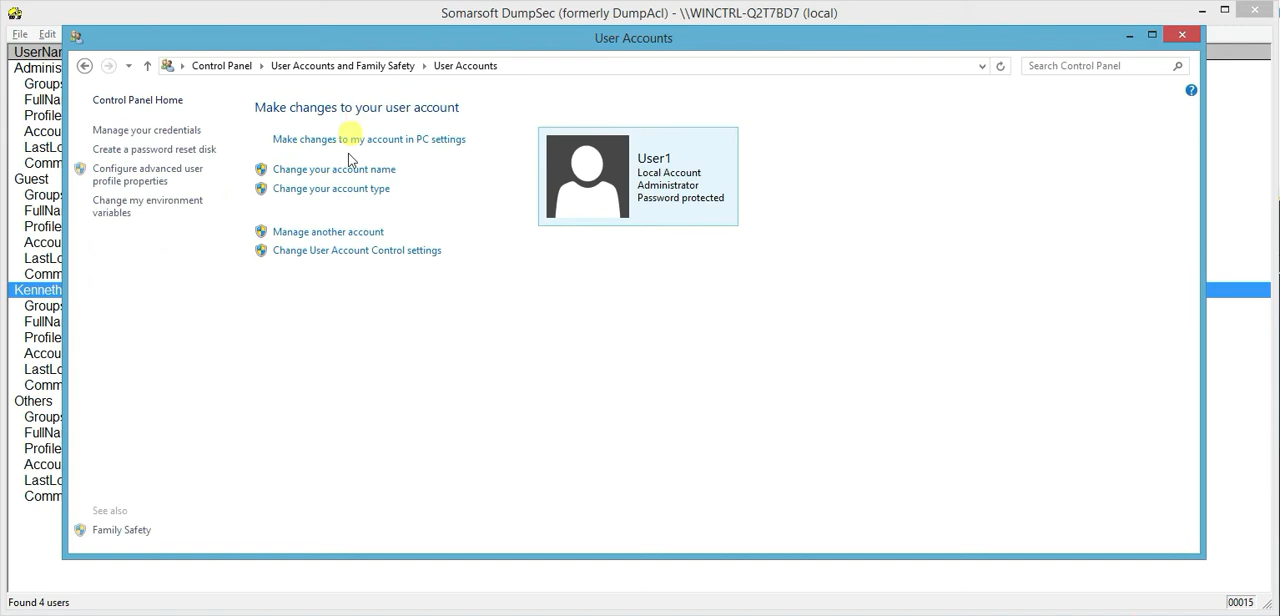 Somarsoft DumpSec (formerly DumpAcl) - \\WINCTRL-Q2T7BD7 (local)
File Edit
User Accounts
UserNar
Control Panel User Accounts and Family Safety User Accounts
Search Control Panel
Adminis
Groups
FullNa
Profile
Accou
LastLo
Comm
Guest
Groups
FullNa
Profile
Accou
LastLo
Comm
Kenneth
Groups
FullNa
Profile
Accou
LastLo
Comm
Others
Groups
FullNa
Profile
Accou
LastLo
Comm
Control Panel Home
Manage your credentials
Create a password reset disk
Configure advanced user
profile properties
Change my environment
variables
See also
Family Safety
Make changes to your user account
Make changes to my account in PC settings
Change your account name
Change your account type
Manage another account
Change User Account Control settings
User1
Local Account
Administrator
Password protected
Found 4 users
00015